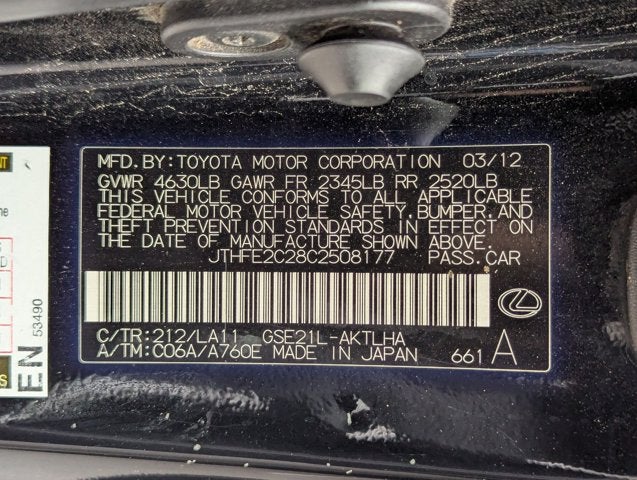 MFD. BY: TOYOTA MOTOR CORPORATION 03/12
GVWR 4630LB GAWR FR 2345LB RR 2520LB
THIS VEHICLE CONFORMS TO ALL APPLICABLE
FEDERAL MOTOR VEHICLE SAFETY, BUMPER, AND
THEFT PREVENTION STANDARDS IN EFFECT ON
THE DATE OF MANUFACTURE SHOWN ABOVE.
JTHFE2C28C2508177 PASS. CAR
C/TR: 212/LA11 GSE21L-AKTLHA
A/TM: C06A/A760E MADE IN JAPAN 661 A
EN 53490